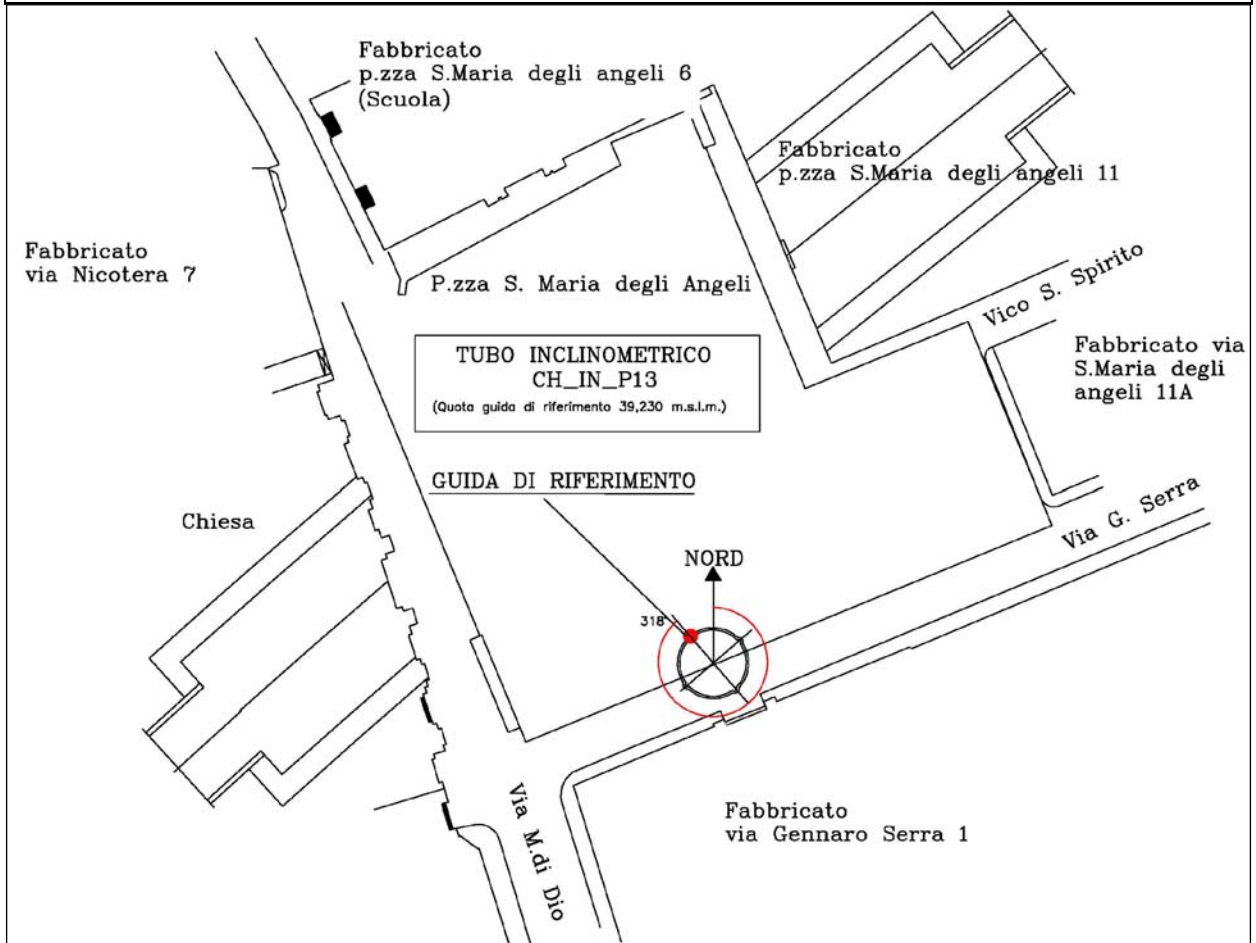 Fabbricato
p.zza S.Maria degli angeli 6
(Scuola)
Fabbricato
p.zza S.Maria degli angeli 11
Fabbricato
via Nicotera 7
P.zza S. Maria degli Angeli
Vico S. Spirito
TUBO INCLINOMETRICO
CH_IN_P13
(Quota guida di riferimento 39,230 m.s.l.m.)
Fabbricato via
S.Maria degli
angeli 11A
GUIDA DI RIFERIMENTO
Chiesa
Via G. Serra
NORD
318°
Via M.di Dio
Fabbricato
via Gennaro Serra 1